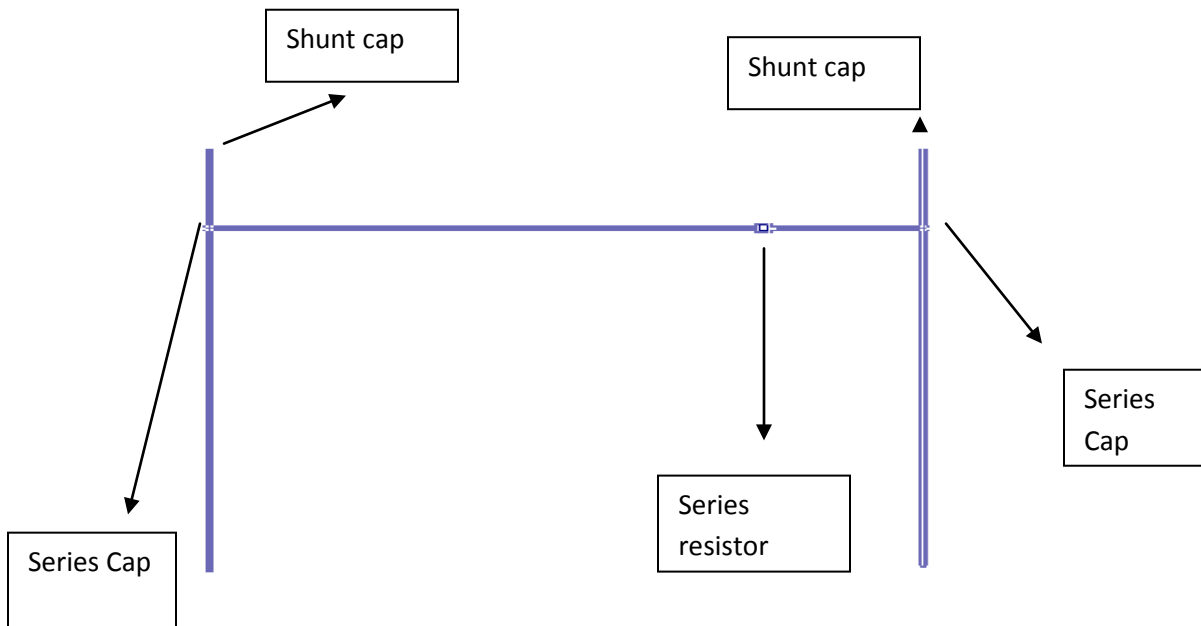 Shunt cap
Shunt cap
Series
Cap
Series
resistor
Series Cap